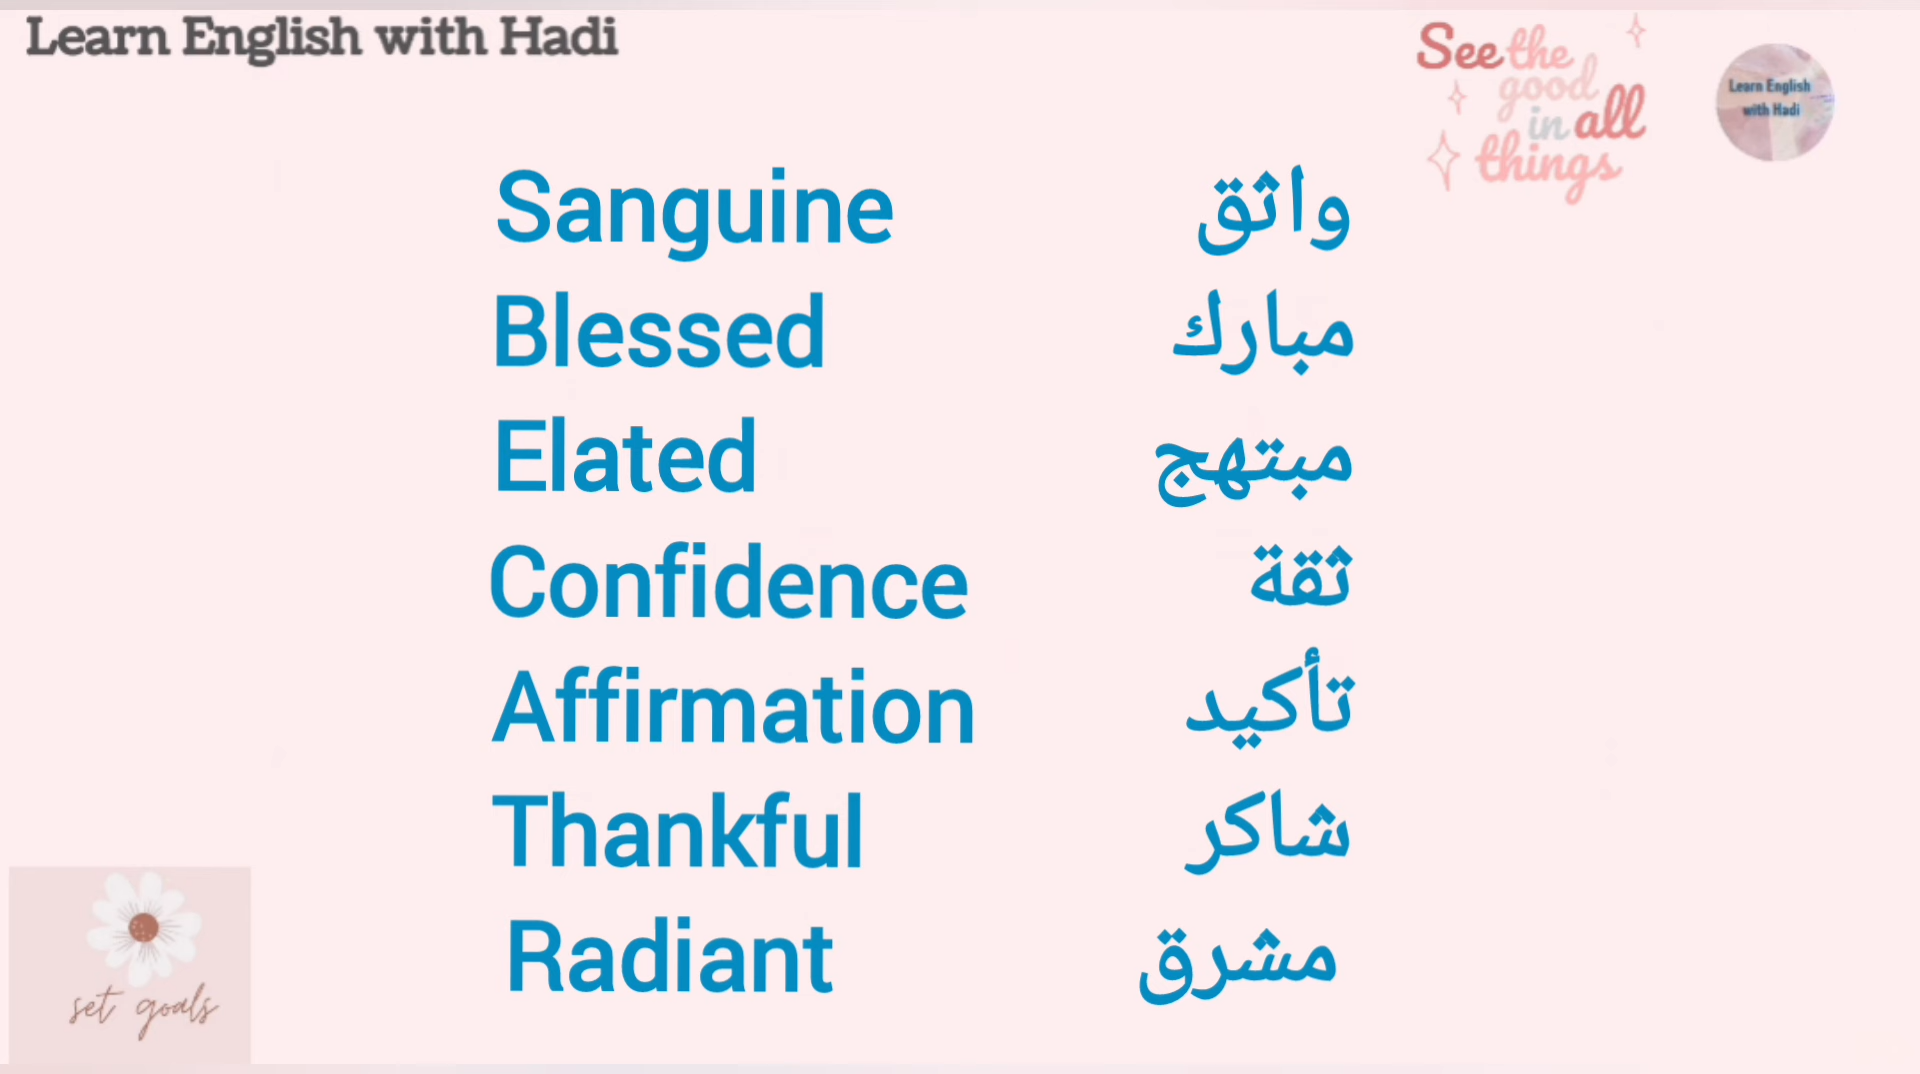 Learn English with Hadi
See the
good
in all
things
Learn English
with Hadi
Sanguine واثق
Blessed مبارك
Elated مبتهج
Confidence ثقة
Affirmation تأكيد
Thankful شاكر
Radiant مشرق
set goals